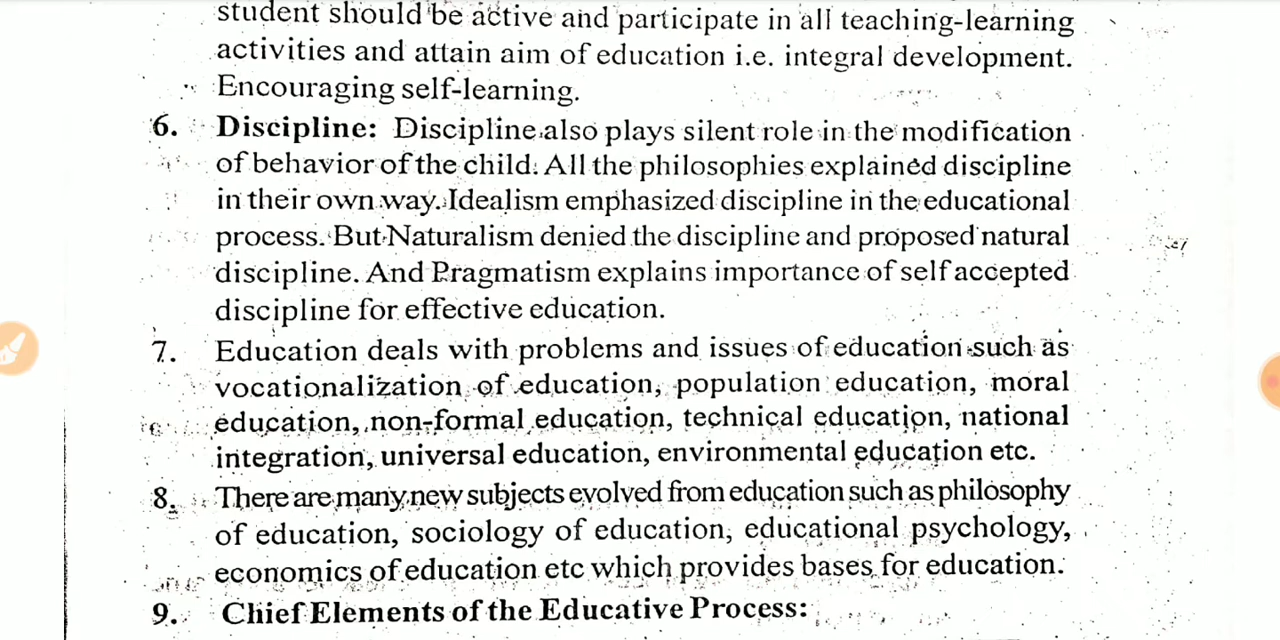 student should be active and participate in all teaching-learning
activities and attain aim of education i.e. integral development.
Encouraging self-learning.
6. Discipline: Discipline also plays silent role in the modification
of behavior of the child. All the philosophies explained discipline
in their own way. Idealism emphasized discipline in the educational
process. But Naturalism denied the discipline and proposed natural
discipline. And Pragmatism explains importance of self accepted
discipline for effective education.
7. Education deals with problems and issues of education such as
vocationalization of education, population education, moral
education, non-formal education, technical education, national
integration, universal education, environmental education etc.
8. There are many new subjects evolved from education such as philosophy
of education, sociology of education, educational psychology,
economics of education etc which provides bases for education.
9. Chief Elements of the Educative Process: